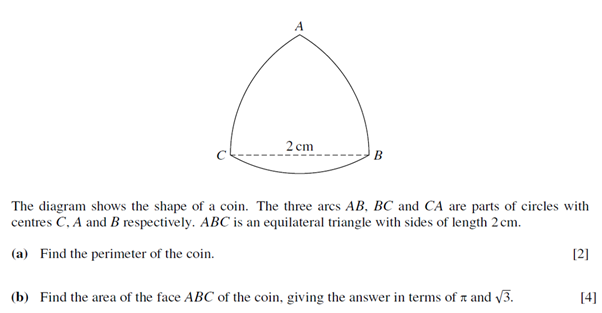 A
2 cm
C
B
The diagram shows the shape of a coin. The three arcs AB, BC and CA are parts of circles with
centres C, A and B respectively. ABC is an equilateral triangle with sides of length 2 cm.
(a) Find the perimeter of the coin. [2]
(b) Find the area of the face ABC of the coin, giving the answer in terms of π and √3. [4]